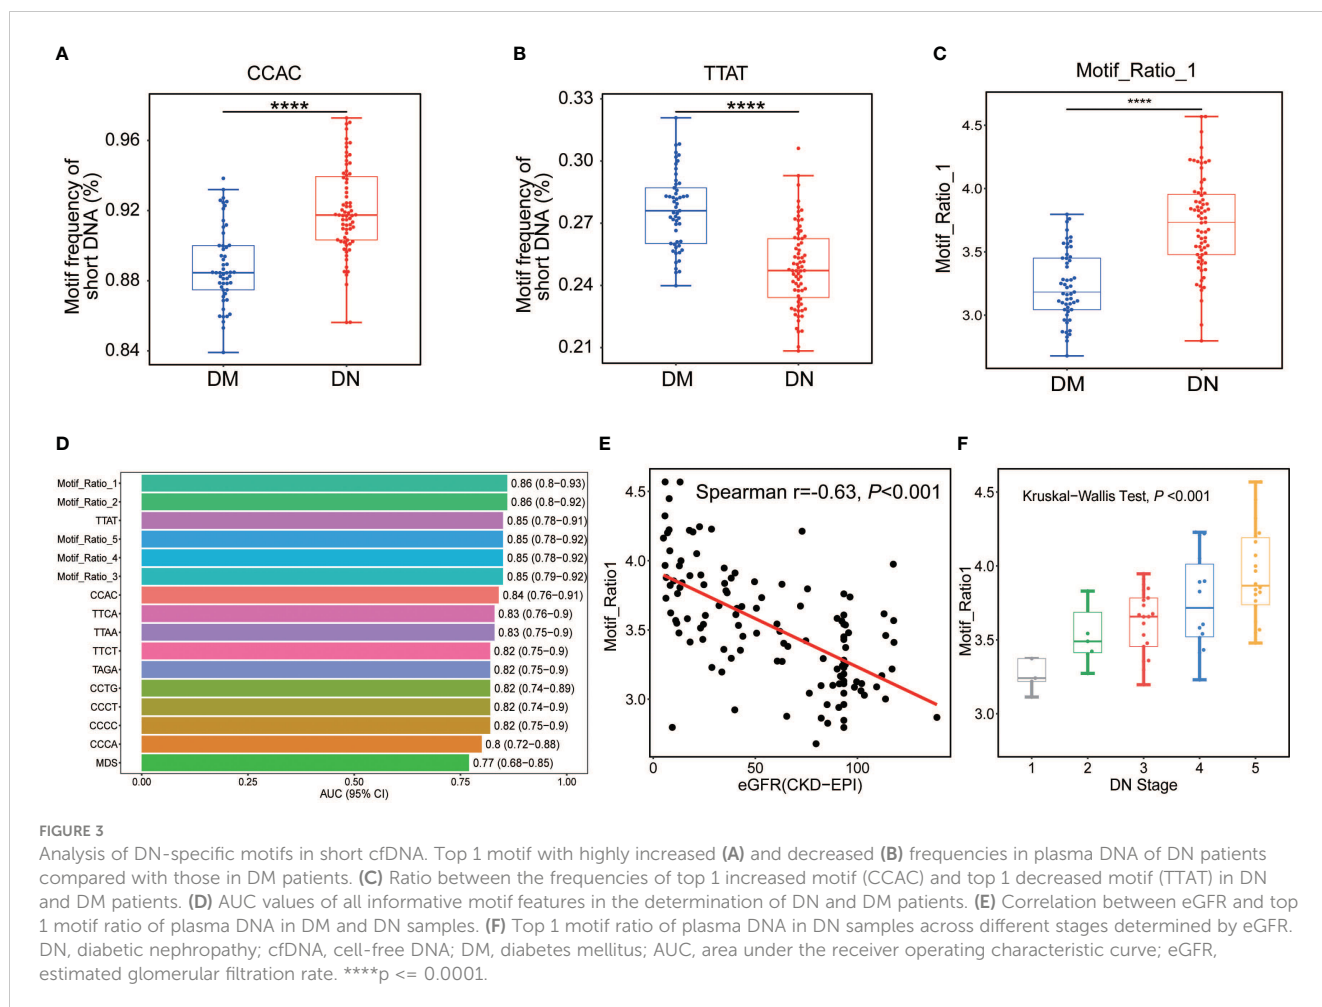 A
CCAC
****
Motif frequency of
short DNA (%)
0.96
0.92
0.88
0.84
DM DN
B
TTAT
****
Motif frequency of
short DNA (%)
0.33
0.30
0.27
0.24
0.21
DM DN
C
Motif_Ratio_1
****
Motif_Ratio_1
4.5
4.0
3.5
3.0
DM DN
D
Motif_Ratio_1 0.86 (0.8−0.93)
Motif_Ratio_2 0.86 (0.8−0.92)
TTAT 0.85 (0.78−0.91)
Motif_Ratio_5 0.85 (0.78−0.92)
Motif_Ratio_4 0.85 (0.78−0.92)
Motif_Ratio_3 0.85 (0.79−0.92)
CCAC 0.84 (0.76−0.91)
TTCA 0.83 (0.76−0.9)
TTAA 0.83 (0.75−0.9)
TTCT 0.82 (0.75−0.9)
TAGA 0.82 (0.75−0.9)
CCTG 0.82 (0.74−0.89)
CCCT 0.82 (0.74−0.9)
CCCC 0.82 (0.75−0.9)
CCCA 0.8 (0.72−0.88)
MDS 0.77 (0.68−0.85)
0.00 0.25 0.50 0.75 1.00
AUC (95% CI)
E
Spearman r=-0.63, P<0.001
Motif_Ratio1
4.5
4.0
3.5
3.0
0 50 100
eGFR(CKD−EPI)
F
Kruskal−Wallis Test, P <0.001
Motif_Ratio1
4.5
4.0
3.5
3.0
1 2 3 4 5
DN Stage
FIGURE 3
Analysis of DN-specific motifs in short cfDNA. Top 1 motif with highly increased (A) and decreased (B) frequencies in plasma DNA of DN patients
compared with those in DM patients. (C) Ratio between the frequencies of top 1 increased motif (CCAC) and top 1 decreased motif (TTAT) in DN
and DM patients. (D) AUC values of all informative motif features in the determination of DN and DM patients. (E) Correlation between eGFR and top
1 motif ratio of plasma DNA in DM and DN samples. (F) Top 1 motif ratio of plasma DNA in DN samples across different stages determined by eGFR.
DN, diabetic nephropathy; cfDNA, cell-free DNA; DM, diabetes mellitus; AUC, area under the receiver operating characteristic curve; eGFR,
estimated glomerular filtration rate. ****p <= 0.0001.